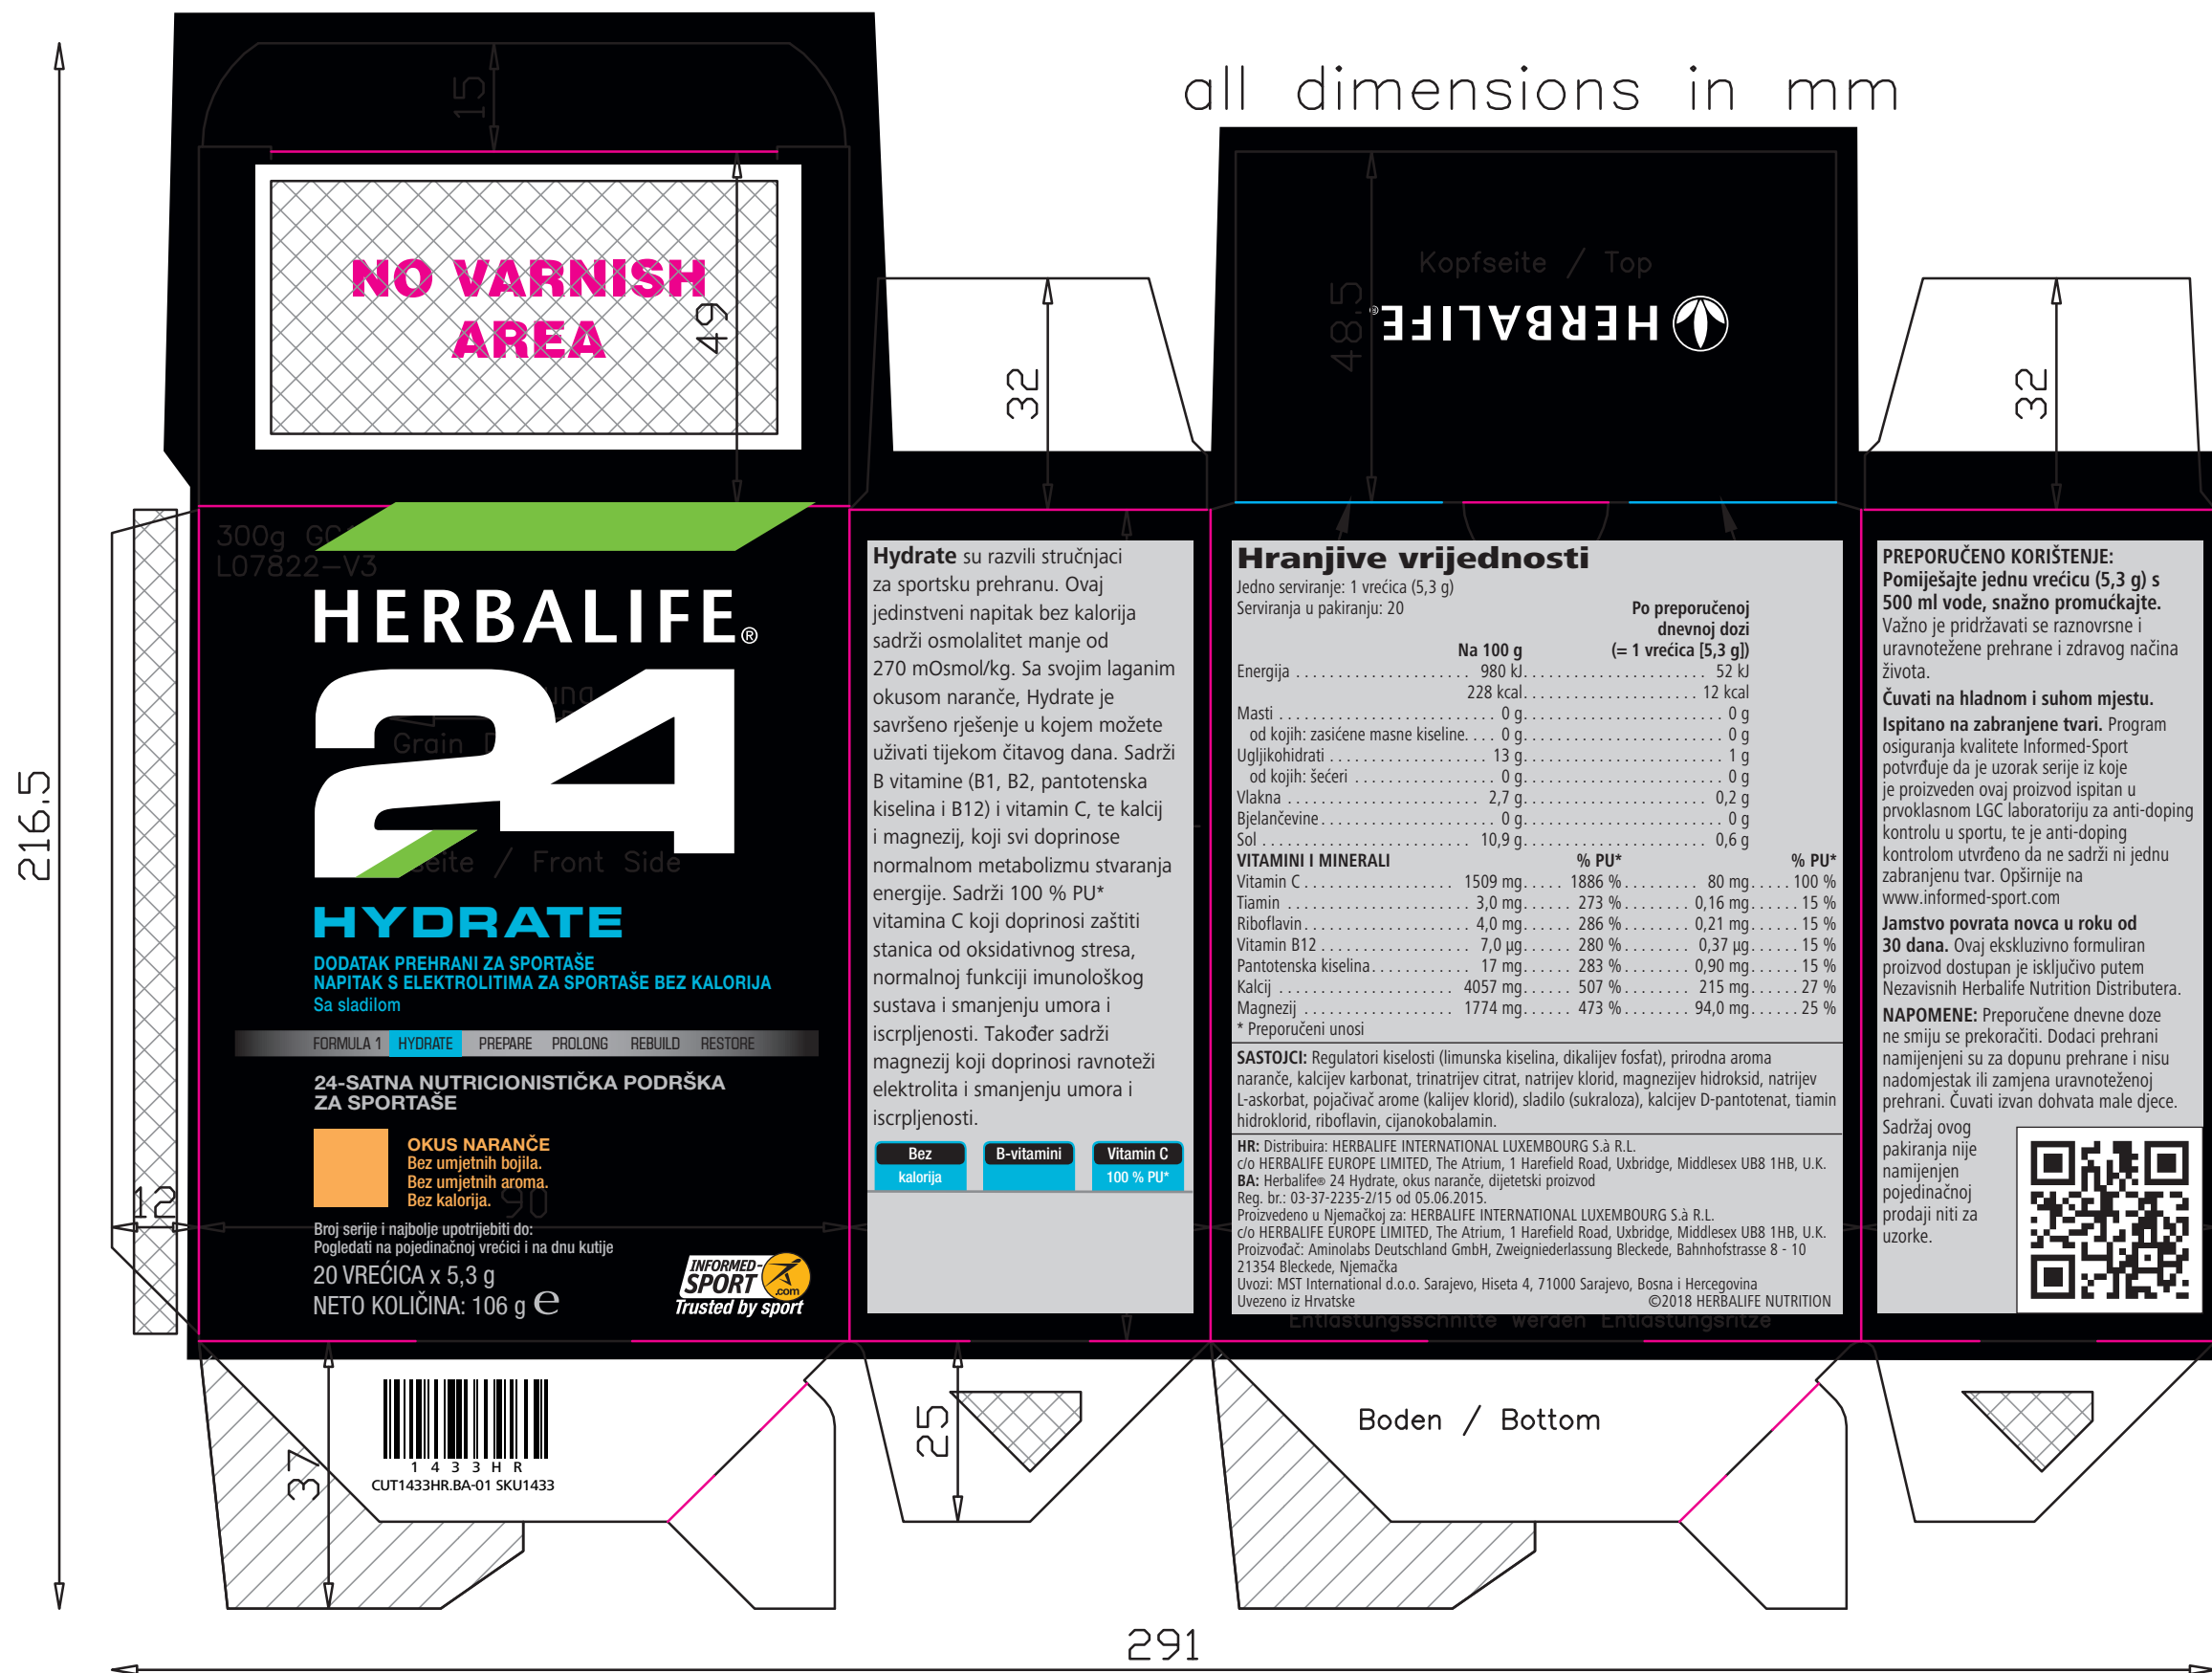 all dimensions in mm
15
NO VARNISH
AREA
49
32
Kopfseite / Top
48.5
HERBALIFE®
32
216.5
300g
L07822-V3
HERBALIFE®
24
Grain
/ Front Side
HYDRATE
DODATAK PREHRANI ZA SPORTAŠE
NAPITAK S ELEKTROLITIMA ZA SPORTAŠE BEZ KALORIJA
Sa sladilom
FORMULA 1 HYDRATE PREPARE PROLONG REBUILD RESTORE
24-SATNA NUTRICIONISTIČKA PODRŠKA
ZA SPORTAŠE
OKUS NARANČE
Bez umjetnih bojila.
Bez umjetnih aroma.
Bez kalorija.
90
12
Broj serije i najbolje upotrijebiti do:
Pogledati na pojedinačnoj vrećici i na dnu kutije
20 VREĆICA x 5,3 g
NETO KOLIČINA: 106 g ℮
INFORMED-
SPORT
.com
Trusted by sport
Hydrate su razvili stručnjaci
za sportsku prehranu. Ovaj
jedinstveni napitak bez kalorija
sadrži osmolalitet manje od
270 mOsmol/kg. Sa svojim laganim
okusom naranče, Hydrate je
savršeno rješenje u kojem možete
uživati tijekom čitavog dana. Sadrži
B vitamine (B1, B2, pantotenska
kiselina i B12) i vitamin C, te kalcij
i magnezij, koji svi doprinose
normalnom metabolizmu stvaranja
energije. Sadrži 100 % PU*
vitamina C koji doprinosi zaštiti
stanica od oksidativnog stresa,
normalnoj funkciji imunološkog
sustava i smanjenju umora i
iscrpljenosti. Također sadrži
magnezij koji doprinosi ravnoteži
elektrolita i smanjenju umora i
iscrpljenosti.
Bez B-vitamini Vitamin C
kalorija 100 % PU*
Hranjive vrijednosti
Jedno serviranje: 1 vrećica (5,3 g)
Serviranja u pakiranju: 20 Po preporučenoj
dnevnoj dozi
Na 100 g (= 1 vrećica [5,3 g])
Energija 980 kJ 52 kJ
228 kcal 12 kcal
Masti 0 g 0 g
od kojih: zasićene masne kiseline 0 g 0 g
Ugljikohidrati 13 g 1 g
od kojih: šećeri 0 g 0 g
Vlakna 2,7 g 0,2 g
Bjelančevine 0 g 0 g
Sol 10,9 g 0,6 g
VITAMINI I MINERALI % PU* % PU*
Vitamin C 1509 mg 1886 % 80 mg 100 %
Tiamin 3,0 mg 273 % 0,16 mg 15 %
Riboflavin 4,0 mg 286 % 0,21 mg 15 %
Vitamin B12 7,0 µg 280 % 0,37 µg 15 %
Pantotenska kiselina 17 mg 283 % 0,90 mg 15 %
Kalcij 4057 mg 507 % 215 mg 27 %
Magnezij 1774 mg 473 % 94,0 mg 25 %
* Preporučeni unosi
SASTOJCI: Regulatori kiselosti (limunska kiselina, dikalijev fosfat), prirodna aroma
naranče, kalcijev karbonat, trinatrijev citrat, natrijev klorid, magnezijev hidroksid, natrijev
L-askorbat, pojačivač arome (kalijev klorid), sladilo (sukraloza), kalcijev D-pantotenat, tiamin
hidroklorid, riboflavin, cijanokobalamin.
HR: Distribuira: HERBALIFE INTERNATIONAL LUXEMBOURG S.à R.L.
c/o HERBALIFE EUROPE LIMITED, The Atrium, 1 Harefield Road, Uxbridge, Middlesex UB8 1HB, U.K.
BA: Herbalife® 24 Hydrate, okus naranče, dijetetski proizvod
Reg. br.: 03-37-2235-2/15 od 05.06.2015.
Proizvedeno u Njemačkoj za: HERBALIFE INTERNATIONAL LUXEMBOURG S.à R.L.
c/o HERBALIFE EUROPE LIMITED, The Atrium, 1 Harefield Road, Uxbridge, Middlesex UB8 1HB, U.K.
Proizvođač: Aminolabs Deutschland GmbH, Zweigniederlassung Bleckede, Bahnhofstrasse 8 - 10
21354 Bleckede, Njemačka
Uvozi: MST International d.o.o. Sarajevo, Hiseta 4, 71000 Sarajevo, Bosna i Hercegovina
Uvezeno iz Hrvatske ©2018 HERBALIFE NUTRITION
Entlastungsschnitte werden Entlastungsritze
PREPORUČENO KORIŠTENJE:
Pomiješajte jednu vrećicu (5,3 g) s
500 ml vode, snažno promućkajte.
Važno je pridržavati se raznovrsne i
uravnotežene prehrane i zdravog načina
života.
Čuvati na hladnom i suhom mjestu.
Ispitano na zabranjene tvari. Program
osiguranja kvalitete Informed-Sport
potvrđuje da je uzorak serije iz koje
je proizveden ovaj proizvod ispitan u
prvoklasnom LGC laboratoriju za anti-doping
kontrolu u sportu, te je anti-doping
kontrolom utvrđeno da ne sadrži ni jednu
zabranjenu tvar. Opširnije na
www.informed-sport.com
Jamstvo povrata novca u roku od
30 dana. Ovaj ekskluzivno formuliran
proizvod dostupan je isključivo putem
Nezavisnih Herbalife Nutrition Distributera.
NAPOMENE: Preporučene dnevne doze
ne smiju se prekoračiti. Dodaci prehrani
namijenjeni su za dopunu prehrane i nisu
nadomjestak ili zamjena uravnoteženoj
prehrani. Čuvati izvan dohvata male djece.
Sadržaj ovog
pakiranja nije
namijenjen
pojedinačnoj
prodaji niti za
uzorke.
37
1433HR
CUT1433HR.BA-01 SKU1433
25
Boden / Bottom
291